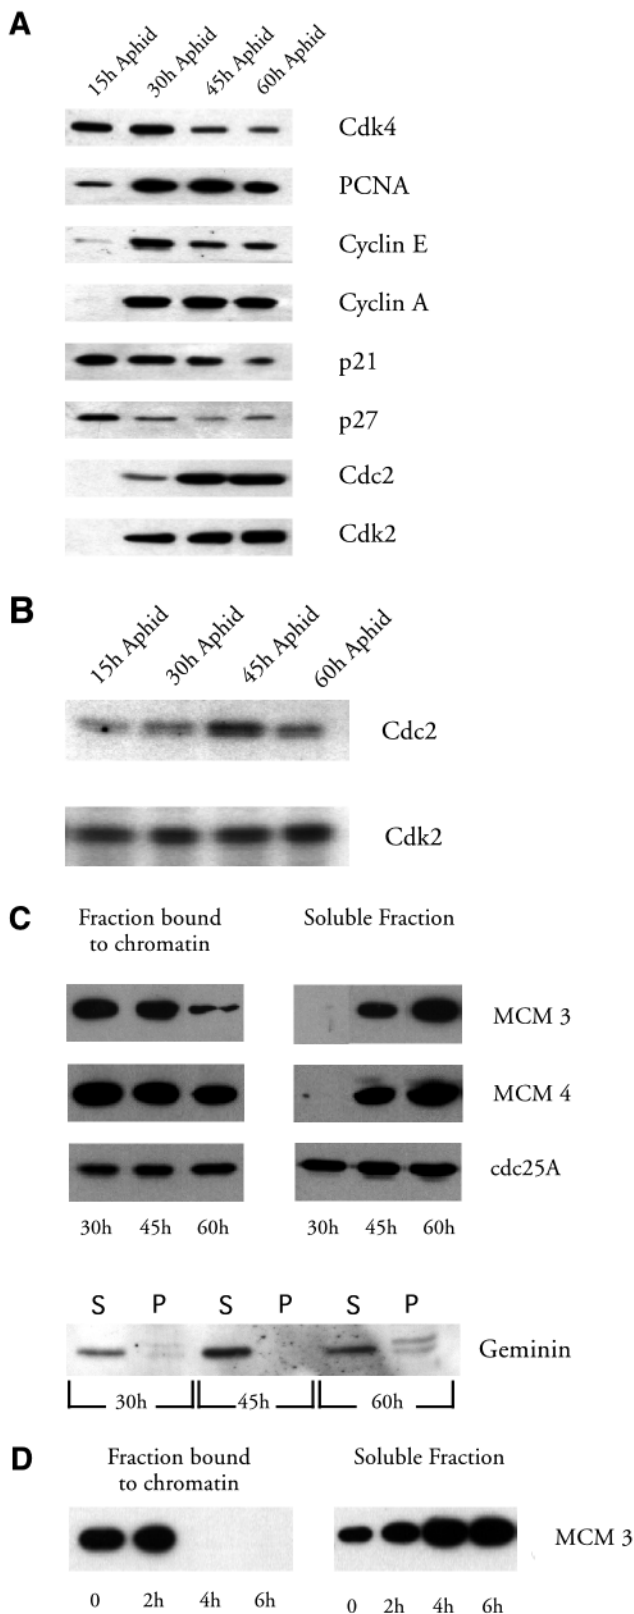 A
15h Aphid 30h Aphid 45h Aphid 60h Aphid
Cdk4
PCNA
Cyclin E
Cyclin A
p21
p27
Cdc2
Cdk2
B
15h Aphid 30h Aphid 45h Aphid 60h Aphid
Cdc2
Cdk2
C
Fraction bound Soluble Fraction
to chromatin
MCM 3
MCM 4
cdc25A
30h 45h 60h 30h 45h 60h
S P S P S P
Geminin
30h 45h 60h
D
Fraction bound Soluble Fraction
to chromatin
MCM 3
0 2h 4h 6h 0 2h 4h 6h